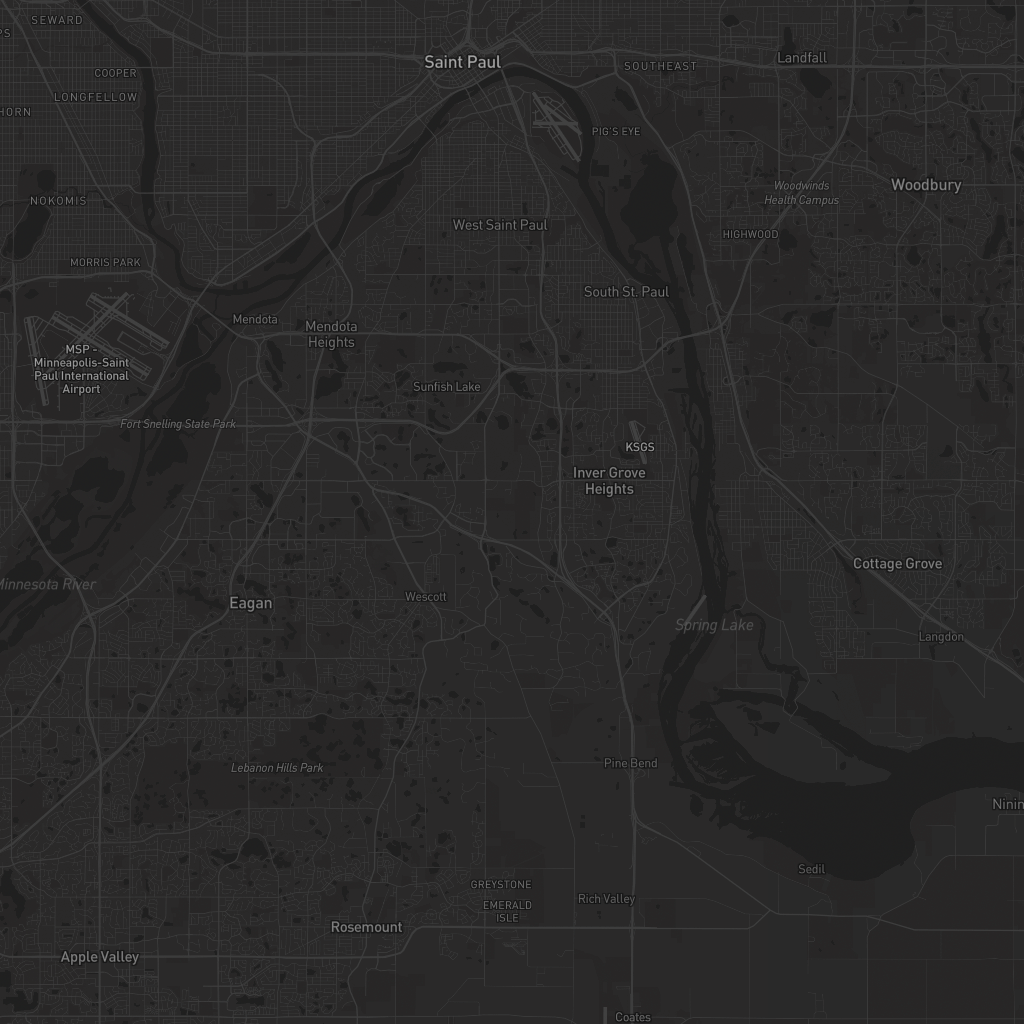 SEWARD
PS
Saint Paul
Landfall
SOUTHEAST
COOPER
LONGFELLOW
HORN
PIG'S EYE
Woodbury
Woodwinds
Health Campus
NOKOMIS
West Saint Paul
HIGHWOOD
MORRIS PARK
South St. Paul
Mendota
Mendota
Heights
MSP -
Minneapolis-Saint
Paul International
Airport
Sunfish Lake
Fort Snelling State Park
KSGS
Inver Grove
Heights
Cottage Grove
Minnesota River
Eagan
Wescott
Spring Lake
Langdon
Pine Bend
Lebanon Hills Park
Ninin
Sedil
GREYSTONE
Rich Valley
EMERALD
ISLE
Rosemount
Apple Valley
Coates